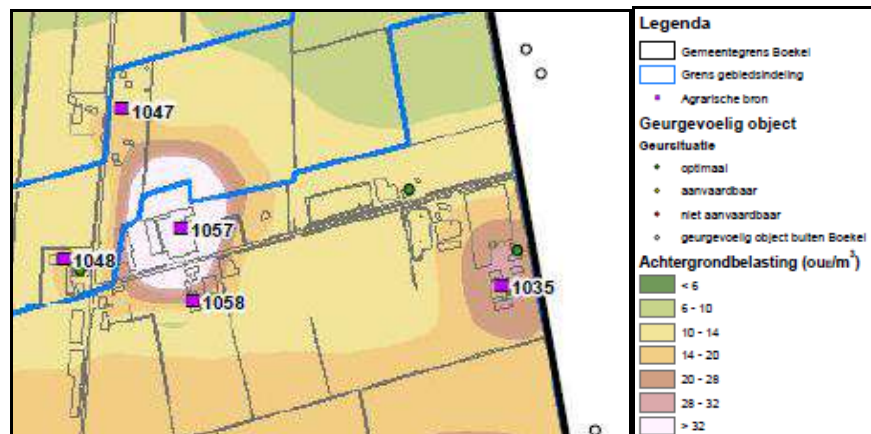 1047
1057
1048
1058
1035
Legenda
Gemeentegrens Boekel
Grens gebiedsindeling
Agrarische bron
Geurgevoelig object
Geursituatie
optimaal
aanvaardbaar
niet aanvaardbaar
geurgevoelig object buiten Boekel
Achtergrondbelasting (ouᴇ/m³)
< 6
6 - 10
10 - 14
14 - 20
20 - 28
28 - 32
> 32